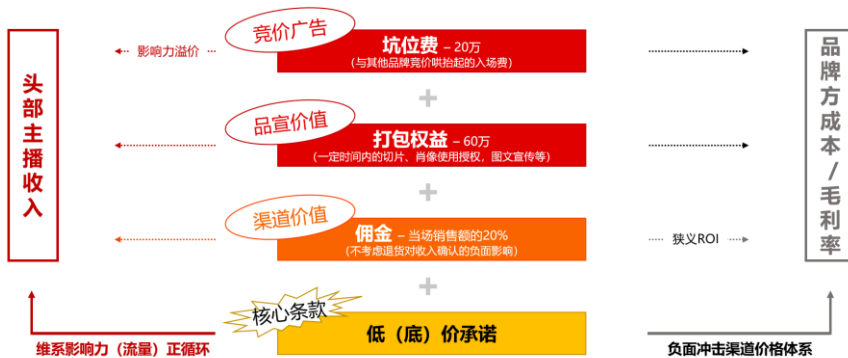 竞价广告
坑位费 – 20万
(与其他品牌竞价哄抬起的入场费)
影响力溢价
+
品宣价值
打包权益 – 60万
(一定时间内的切片、肖像使用授权，图文宣传等)
+
渠道价值
佣金 – 当场销售额的20%
(不考虑退货对收入确认的负面影响)
狭义ROI
+
核心条款
低（底）价承诺
头部主播收入
品牌方成本/毛利率
维系影响力（流量）正循环
负面冲击渠道价格体系